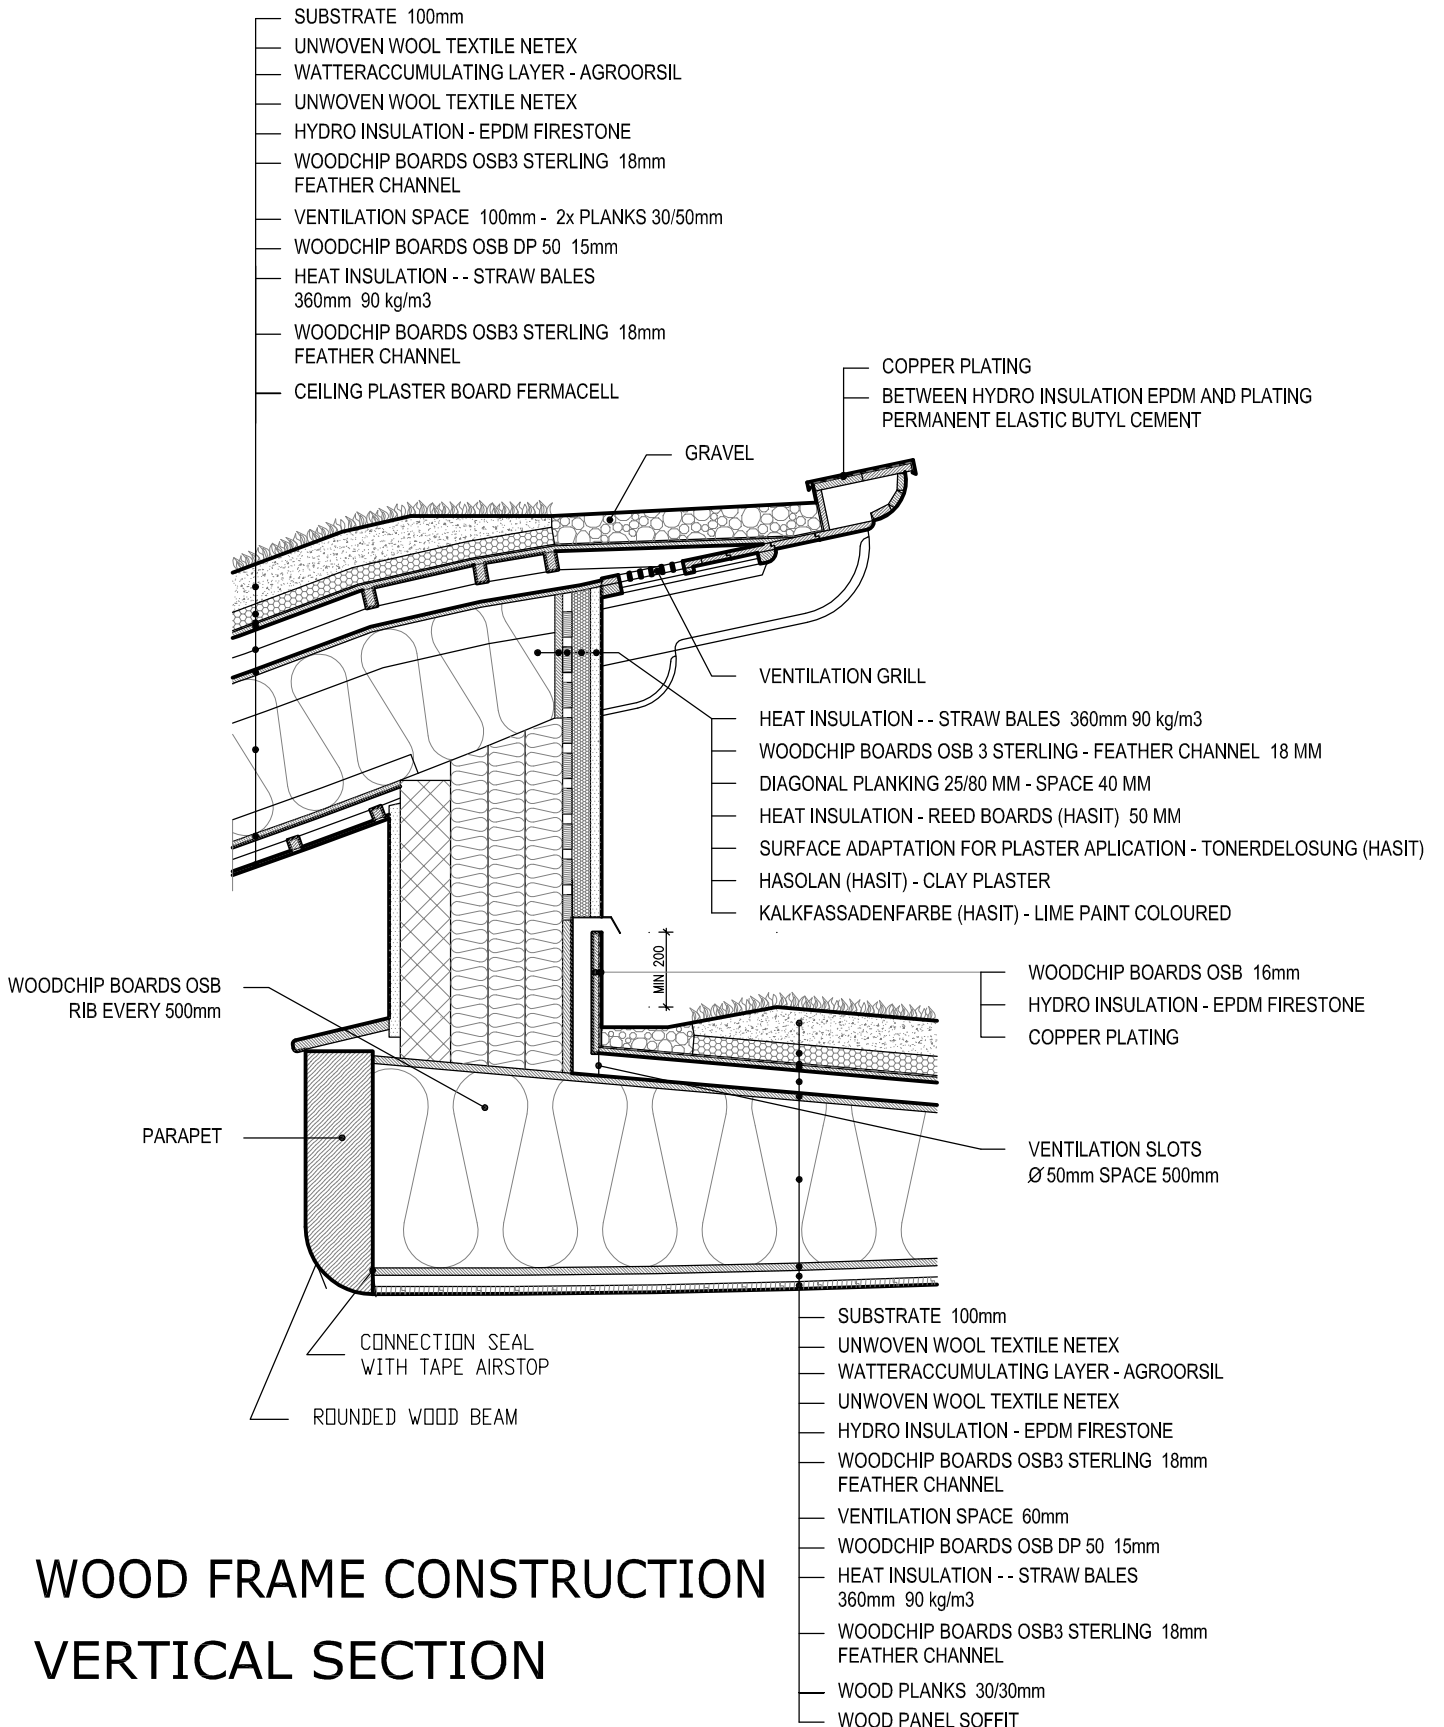 SUBSTRATE 100mm
UNWOVEN WOOL TEXTILE NETEX
WATTERACCUMULATING LAYER - AGROORSIL
UNWOVEN WOOL TEXTILE NETEX
HYDRO INSULATION - EPDM FIRESTONE
WOODCHIP BOARDS OSB3 STERLING 18mm
FEATHER CHANNEL
VENTILATION SPACE 100mm - 2x PLANKS 30/50mm
WOODCHIP BOARDS OSB DP 50 15mm
HEAT INSULATION - - STRAW BALES
360mm 90 kg/m3
WOODCHIP BOARDS OSB3 STERLING 18mm
FEATHER CHANNEL
CEILING PLASTER BOARD FERMACELL
COPPER PLATING
BETWEEN HYDRO INSULATION EPDM AND PLATING
PERMANENT ELASTIC BUTYL CEMENT
GRAVEL
VENTILATION GRILL
HEAT INSULATION - - STRAW BALES 360mm 90 kg/m3
WOODCHIP BOARDS OSB 3 STERLING - FEATHER CHANNEL 18 MM
DIAGONAL PLANKING 25/80 MM - SPACE 40 MM
HEAT INSULATION - REED BOARDS (HASIT) 50 MM
SURFACE ADAPTATION FOR PLASTER APLICATION - TONERDELOSUNG (HASIT)
HASOLAN (HASIT) - CLAY PLASTER
KALKFASSADENFARBE (HASIT) - LIME PAINT COLOURED
MIN 200
WOODCHIP BOARDS OSB
RIB EVERY 500mm
WOODCHIP BOARDS OSB 16mm
HYDRO INSULATION - EPDM FIRESTONE
COPPER PLATING
PARAPET
VENTILATION SLOTS
Ø 50mm SPACE 500mm
CONNECTION SEAL
WITH TAPE AIRSTOP
ROUNDED WOOD BEAM
SUBSTRATE 100mm
UNWOVEN WOOL TEXTILE NETEX
WATTERACCUMULATING LAYER - AGROORSIL
UNWOVEN WOOL TEXTILE NETEX
HYDRO INSULATION - EPDM FIRESTONE
WOODCHIP BOARDS OSB3 STERLING 18mm
FEATHER CHANNEL
VENTILATION SPACE 60mm
WOODCHIP BOARDS OSB DP 50 15mm
HEAT INSULATION - - STRAW BALES
360mm 90 kg/m3
WOODCHIP BOARDS OSB3 STERLING 18mm
FEATHER CHANNEL
WOOD PLANKS 30/30mm
WOOD PANEL SOFFIT
WOOD FRAME CONSTRUCTION
VERTICAL SECTION